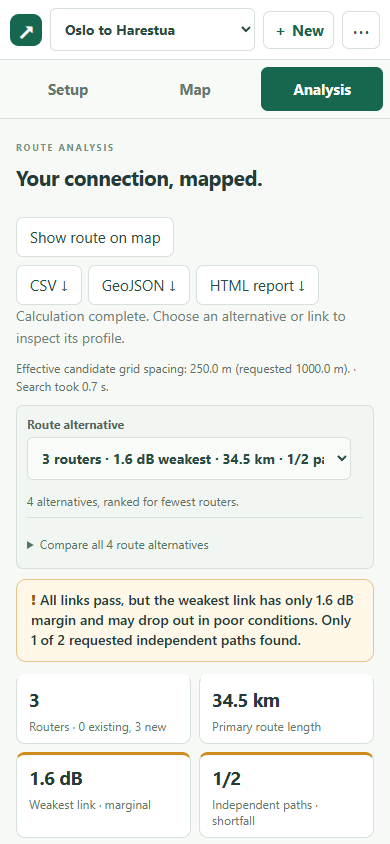 Oslo to Harestua
+ New
...
Setup
Map
Analysis
ROUTE ANALYSIS
Your connection, mapped.
Show route on map
CSV ↓
GeoJSON ↓
HTML report ↓
Calculation complete. Choose an alternative or link to
inspect its profile.
Effective candidate grid spacing: 250.0 m (requested 1000.0 m). ·
Search took 0.7 s.
Route alternative
3 routers · 1.6 dB weakest · 34.5 km · 1/2 pa
4 alternatives, ranked for fewest routers.
▶ Compare all 4 route alternatives
! All links pass, but the weakest link has only 1.6 dB
margin and may drop out in poor conditions. Only
1 of 2 requested independent paths found.
3
Routers · 0 existing, 3 new
34.5 km
Primary route length
1.6 dB
Weakest link · marginal
1/2
Independent paths ·
shortfall